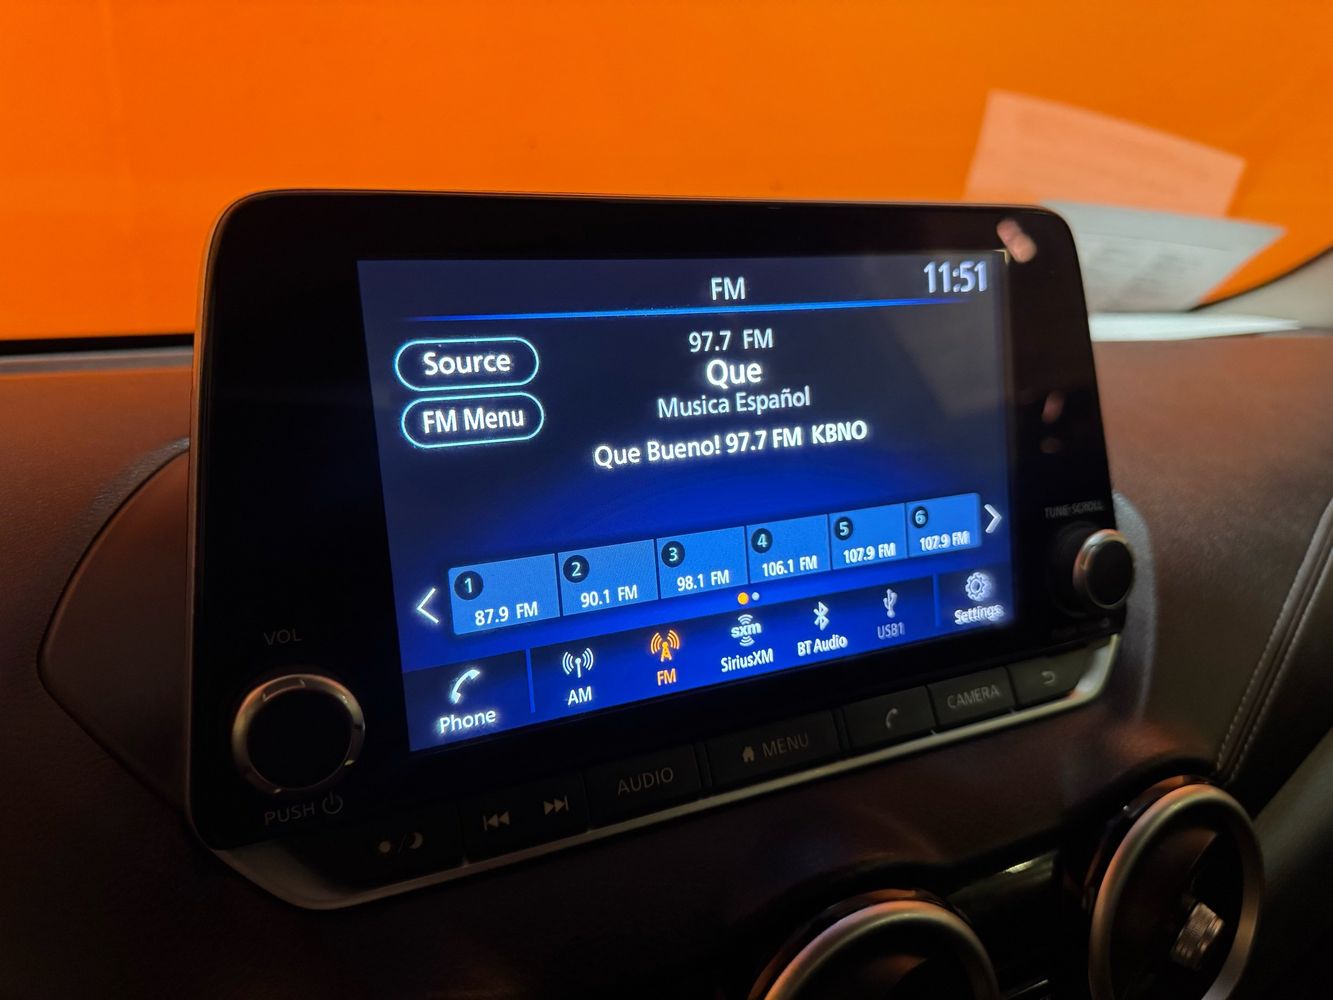 FM
11:51
Source
FM Menu
97.7 FM
Que
Musica Español
Que Bueno! 97.7 FM KBNO
1
87.9 FM
2
90.1 FM
3
98.1 FM
4
106.1 FM
5
107.9 FM
6
107.9 FM
Phone
AM
FM
sxm
SiriusXM
BT Audio
USB1
Settings
VOL
PUSH
TUNE·SCROLL
AUDIO
MENU
CAMERA